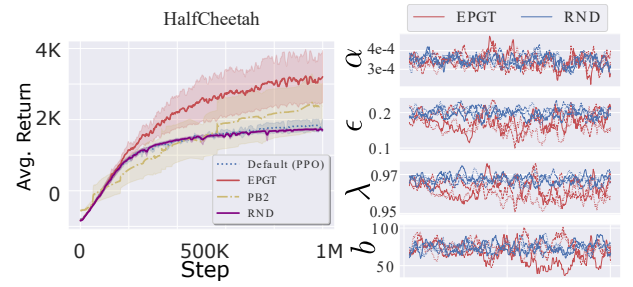 HalfCheetah
4K
2K
0
Avg. Return
Default (PPO)
EPGT
PB2
RND
0
500K
1M
Step
EPGT
RND
α
4e-4
3e-4
ϵ
0.2
0.1
λ
0.97
0.95
b
100
50